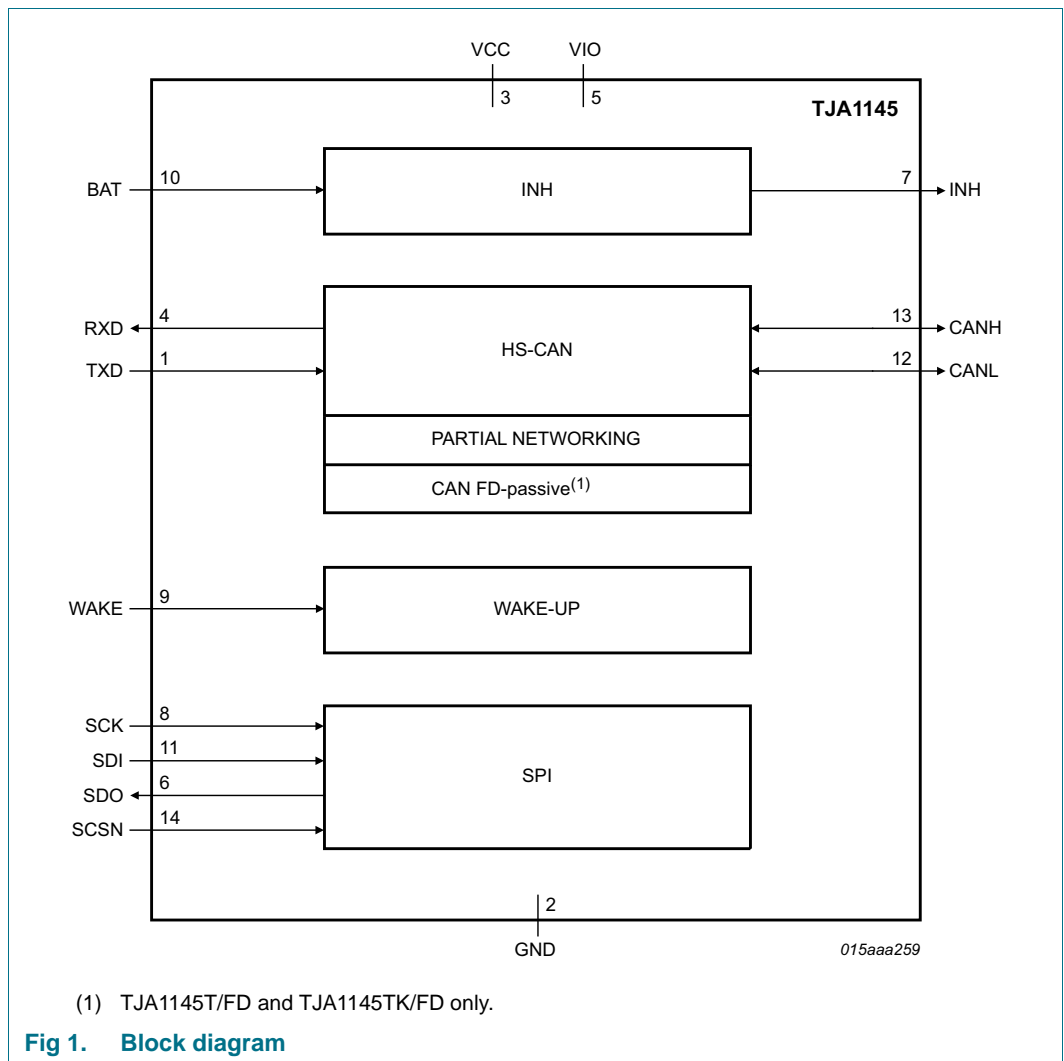 VCC VIO
3 5
TJA1145
BAT 10 INH 7 INH
RXD 4 13 CANH
HS-CAN
TXD 1 12 CANL
PARTIAL NETWORKING
CAN FD-passive(1)
WAKE 9 WAKE-UP
SCK 8
SDI 11
SPI
SDO 6
SCSN 14
2
GND
015aaa259
(1) TJA1145T/FD and TJA1145TK/FD only.
Fig 1. Block diagram